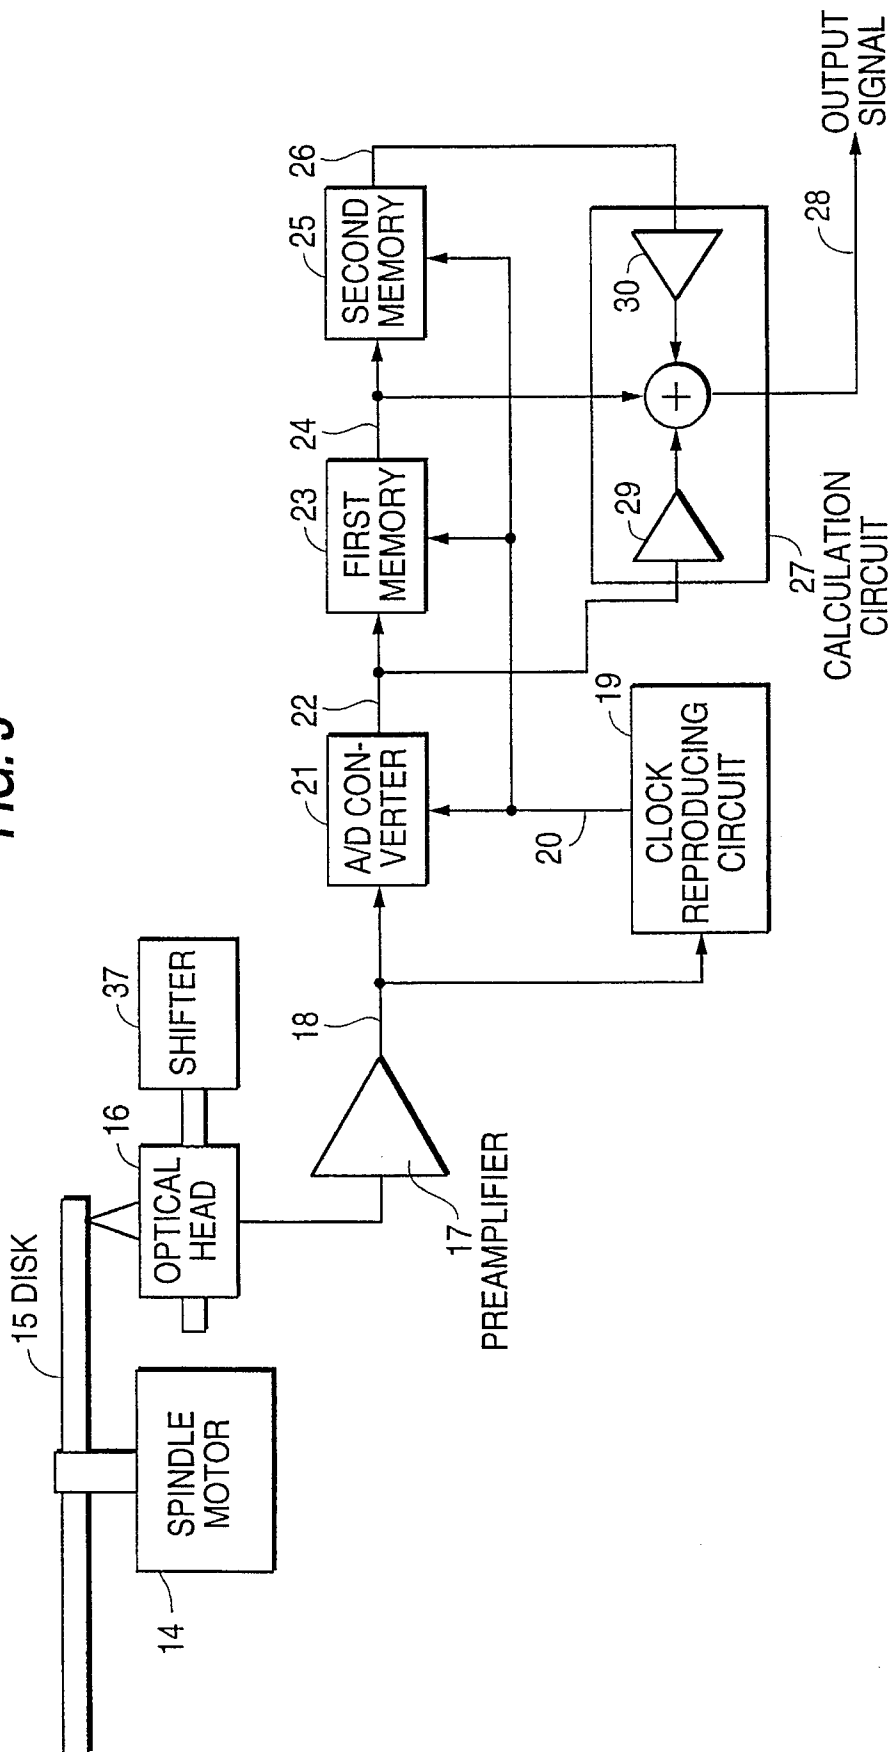 FIG.
15 DISK
14
SPINDLE
MOTOR
16
OPTICAL
HEAD
37
SHIFTER
17
PREAMPLIFIER
18
21
A/D CON-
VERTER
22
23
FIRST
MEMORY
24
25
SECOND
MEMORY
26
20
19
CLOCK
REPRODUCING
CIRCUIT
29
30
27
CALCULATION
CIRCUIT
28
OUTPUT
SIGNAL